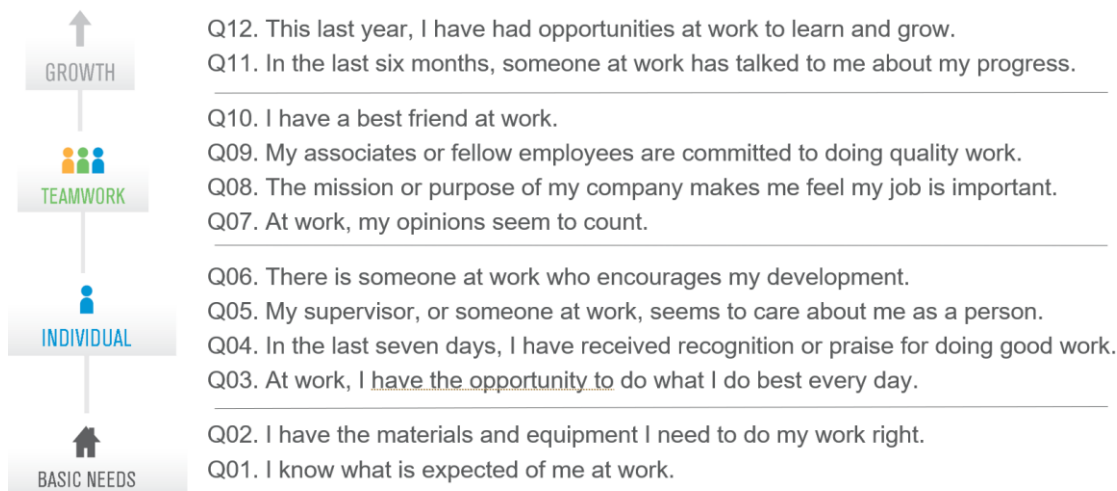 Q12. This last year, I have had opportunities at work to learn and grow.
Q11. In the last six months, someone at work has talked to me about my progress.
GROWTH
Q10. I have a best friend at work.
Q09. My associates or fellow employees are committed to doing quality work.
Q08. The mission or purpose of my company makes me feel my job is important.
Q07. At work, my opinions seem to count.
TEAMWORK
Q06. There is someone at work who encourages my development.
Q05. My supervisor, or someone at work, seems to care about me as a person.
Q04. In the last seven days, I have received recognition or praise for doing good work.
Q03. At work, I have the opportunity to do what I do best every day.
INDIVIDUAL
Q02. I have the materials and equipment I need to do my work right.
Q01. I know what is expected of me at work.
BASIC NEEDS